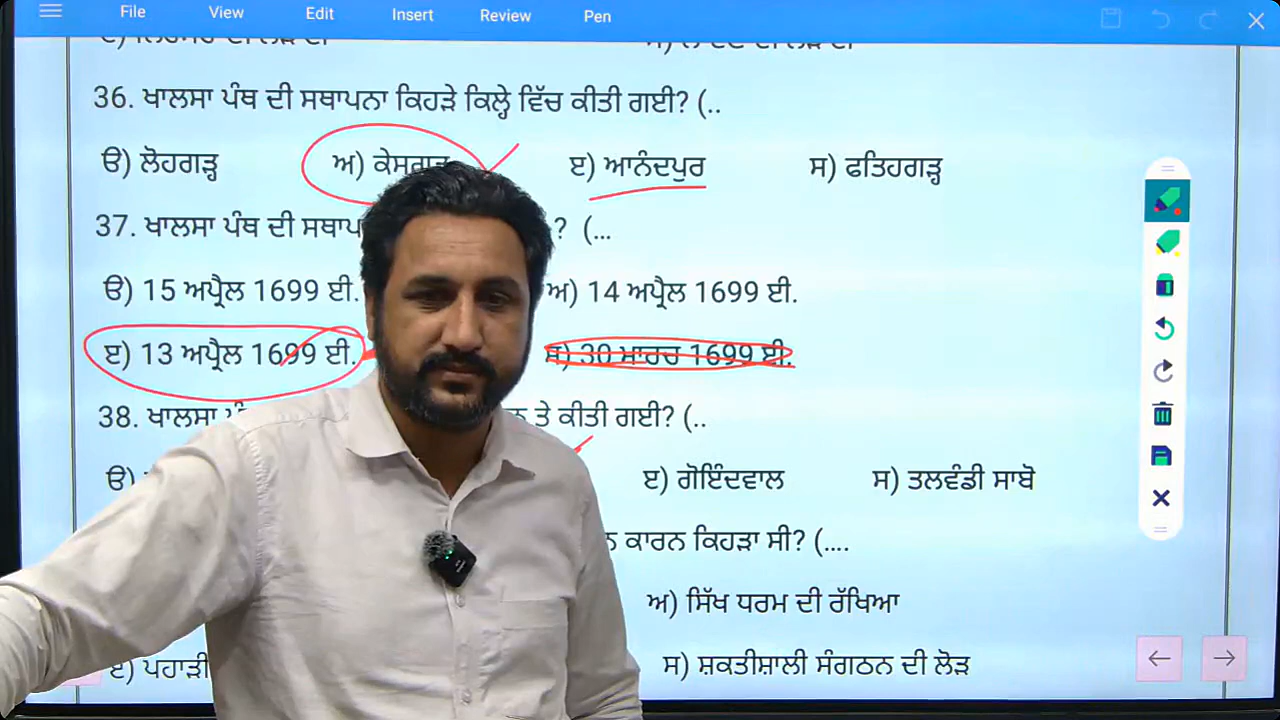 File View Edit Insert Review Pen
36. ਖਾਲਸਾ ਪੰਥ ਦੀ ਸਥਾਪਨਾ ਕਿਹੜੇ ਕਿਲ੍ਹੇ ਵਿੱਚ ਕੀਤੀ ਗਈ? (..
ੳ) ਲੋਹਗੜ੍ਹ ਅ) ਕੇਸਗੜ੍ਹ ੲ) ਆਨੰਦਪੁਰ ਸ) ਫਤਿਹਗੜ੍ਹ
37. ਖਾਲਸਾ ਪੰਥ ਦੀ ? (...
ੳ) 15 ਅਪ੍ਰੈਲ 1699 ਈ. ਅ) 14 ਅਪ੍ਰੈਲ 1699 ਈ.
ੲ) 13 ਅਪ੍ਰੈਲ 1699 ਈ. ਸ) 30 ਮਾਰਚ 1699 ਈ.
38. ਖਾਲਸਾ ਤੇ ਕੀਤੀ ਗਈ? (..
ੳ) ੲ) ਗੋਇੰਦਵਾਲ ਸ) ਤਲਵੰਡੀ ਸਾਬੋ
ਕਾਰਨ ਕਿਹੜਾ ਸੀ? (....
ਅ) ਸਿੱਖ ਧਰਮ ਦੀ ਰੱਖਿਆ
ੲ) ਪਹਾੜੀ ਸ) ਸ਼ਕਤੀਸ਼ਾਲੀ ਸੰਗਠਨ ਦੀ ਲੋੜ